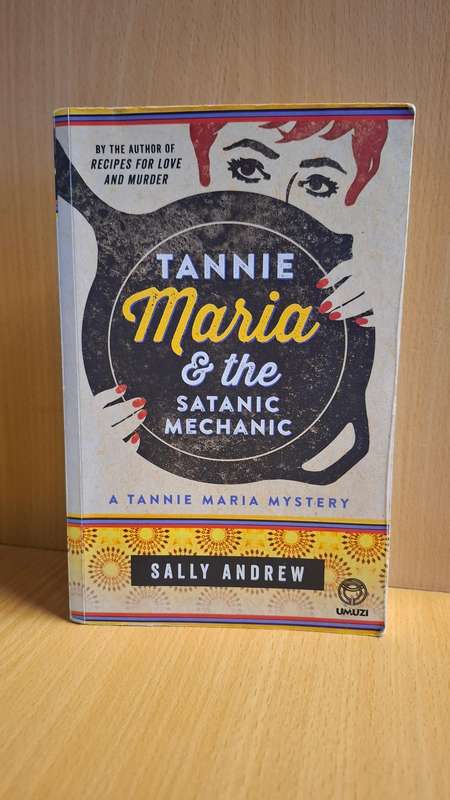 BY THE AUTHOR OF
RECIPES FOR LOVE
AND MURDER
TANNIE
Maria
& the
SATANIC
MECHANIC
A TANNIE MARIA MYSTERY
SALLY ANDREW
UMUZI